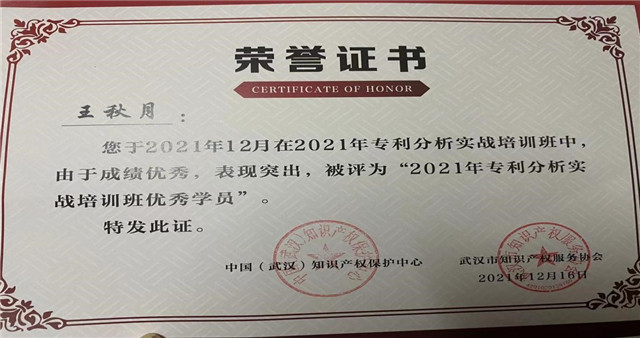 荣誉证书
CERTIFICATE OF HONOR
王秋月：
您于2021年12月在2021年专利分析实战培训班中，
由于成绩优秀，表现突出，被评为“2021年专利分析实
战培训班优秀学员”。
特发此证。
中国（武汉）知识产权保护中心
武汉市知识产权服务协会
2021年12月16日